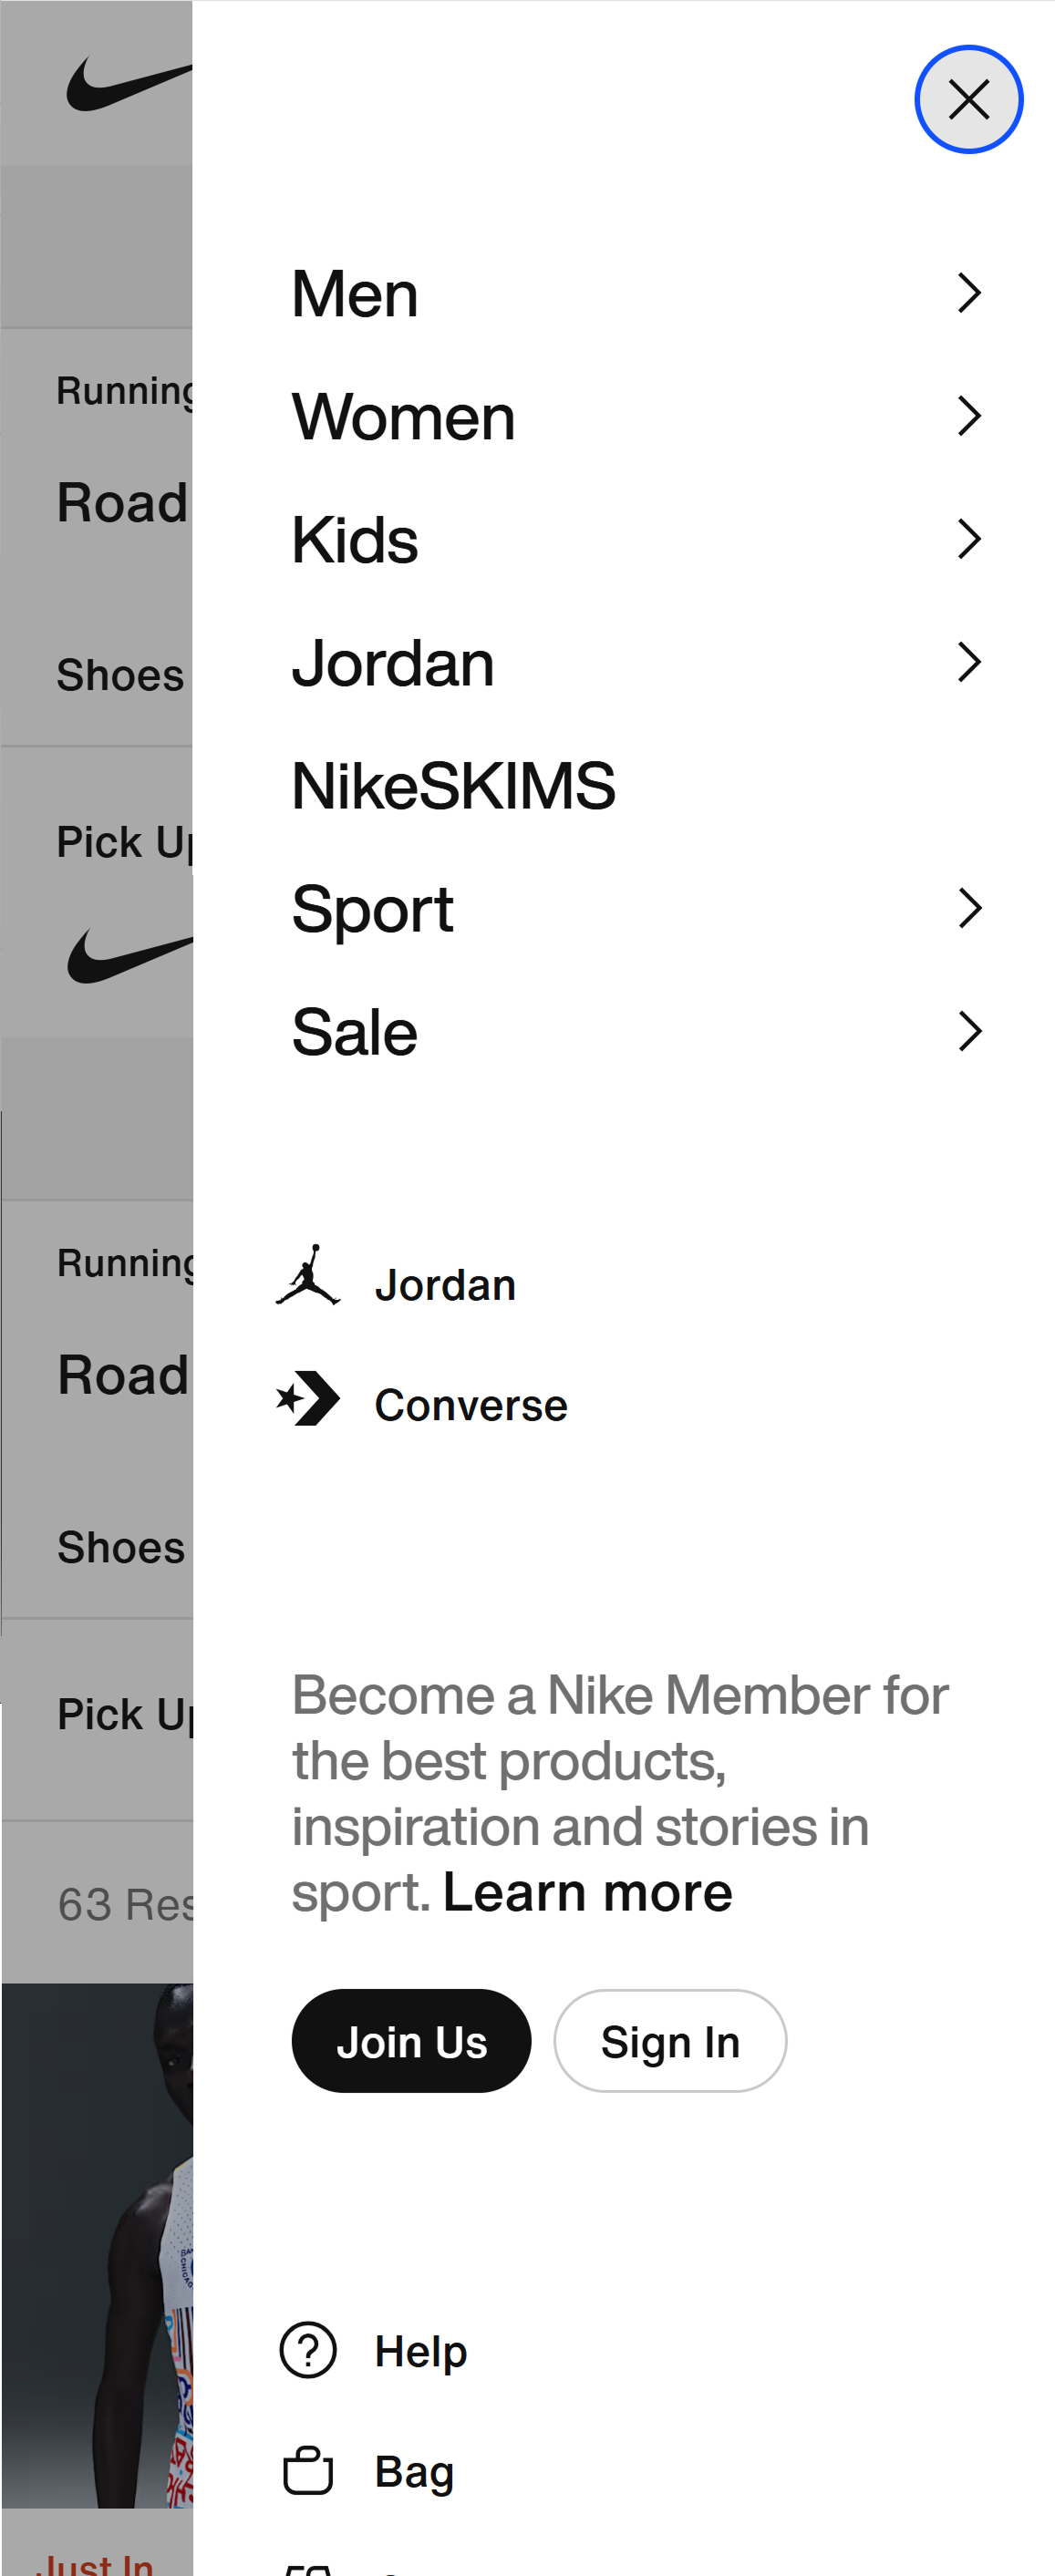 Men
Women
Kids
Jordan
NikeSKIMS
Sport
Sale
Jordan
Converse
Become a Nike Member for
the best products,
inspiration and stories in
sport. Learn more
Join Us
Sign In
Help
Bag
Running
Road
Shoes
Pick Up
Running
Road
Shoes
Pick Up
63 Res
Just In